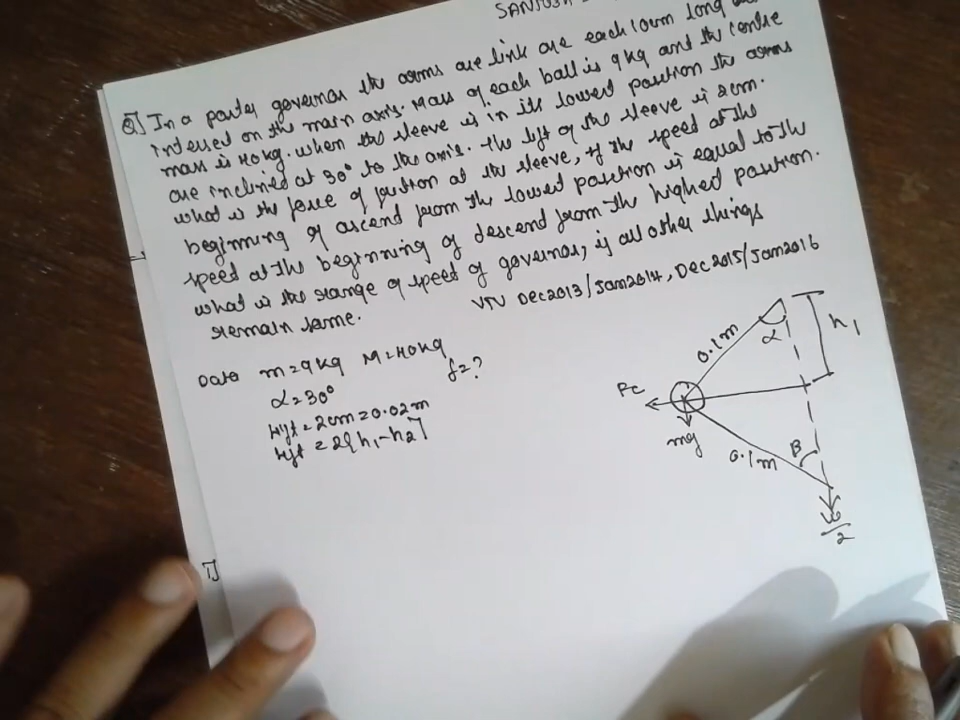 SANTOSH
Q] In a porter governor the arms are link are each 10cm long
intersed on the main axis. Mass of each ball is 9kg and the centre
mass is 40kg. when the sleeve is in its lowest position the arms
are inclined at 30° to the axis. The lift of the sleeve is 2cm.
what is the force of friction at the sleeve, if the speed at the
beginning of ascend from the lowest position is equal to the
speed at the beginning of descend from the highest position.
what is the range of speed of governor, if all other things
remain same.
VTU Dec2013/Jan2014, Dec2015/Jan2016
Data m=9kg M=40kg
f=?
α=30°
lift=2cm=0.02m
lift=2[h1-h2]
0.1m
α
h1
Fc
mg
0.1m
β
W/2